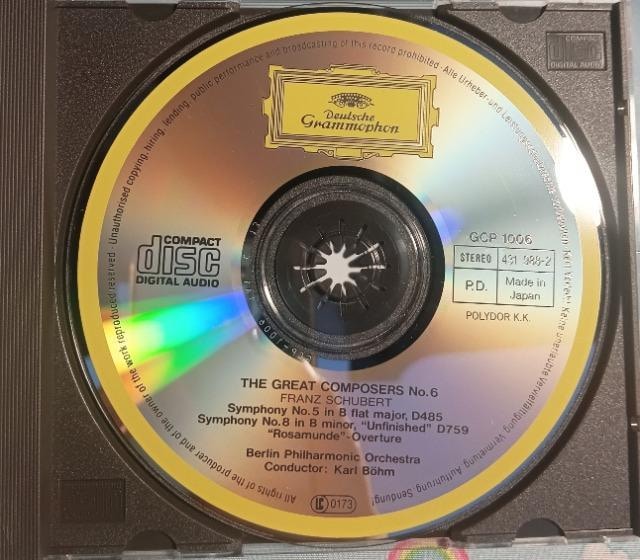 Deutsche
Grammophon
COMPACT
disc
DIGITAL AUDIO
GCP 1006
STEREO 431 988-2
P.D. Made in
Japan
POLYDOR K.K.
THE GREAT COMPOSERS No.6
FRANZ SCHUBERT
Symphony No.5 in B flat major, D485
Symphony No.8 in B minor, "Unfinished" D759
"Rosamunde"-Overture
Berlin Philharmonic Orchestra
Conductor: Karl Böhm
LC 0173
All rights of the producer and of the owner of the work reproduced reserved · Unauthorised copying, hiring, lending, public performance and broadcasting of this record prohibited · Alle Urheber- und
Keine unerlaubte Vervielfältigung, Vermietung, Aufführung, Sendung!
COMPACT
disc
DIGITAL AUDIO